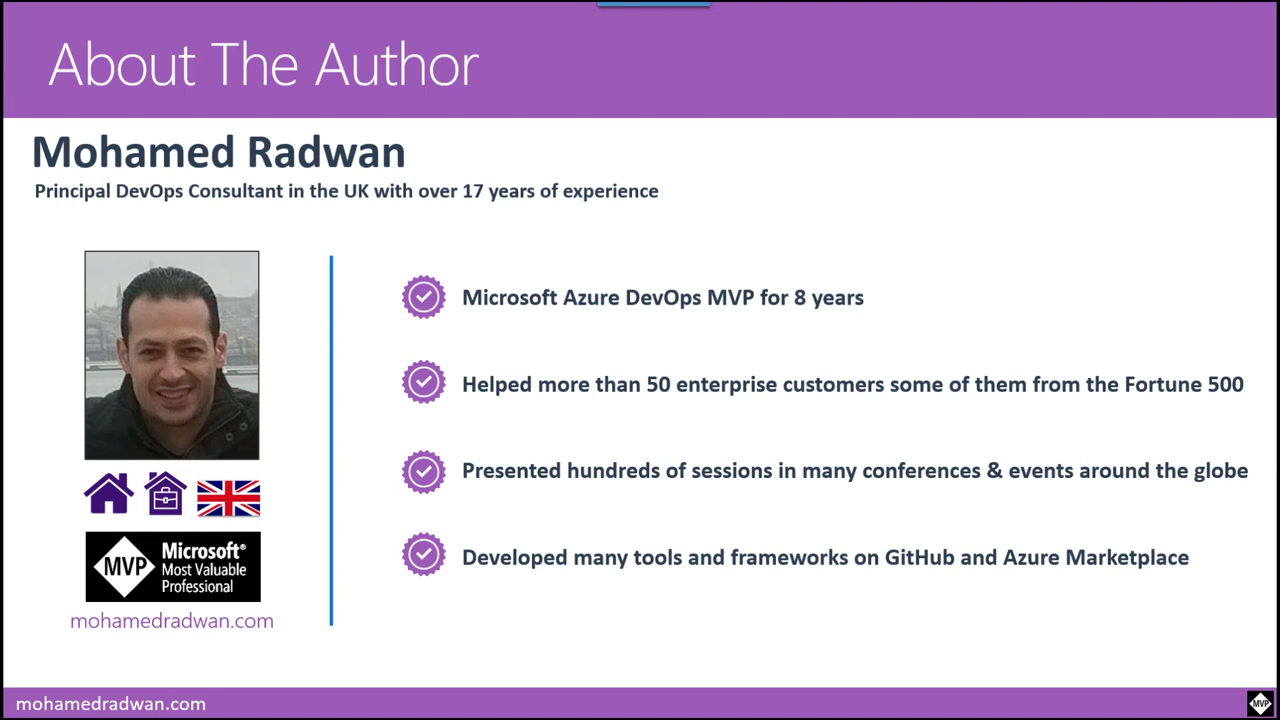 About The Author
Mohamed Radwan
Principal DevOps Consultant in the UK with over 17 years of experience
Microsoft Azure DevOps MVP for 8 years
Helped more than 50 enterprise customers some of them from the Fortune 500
Presented hundreds of sessions in many conferences & events around the globe
Developed many tools and frameworks on GitHub and Azure Marketplace
MVP
Microsoft®
Most Valuable
Professional
mohamedradwan.com
mohamedradwan.com
MVP